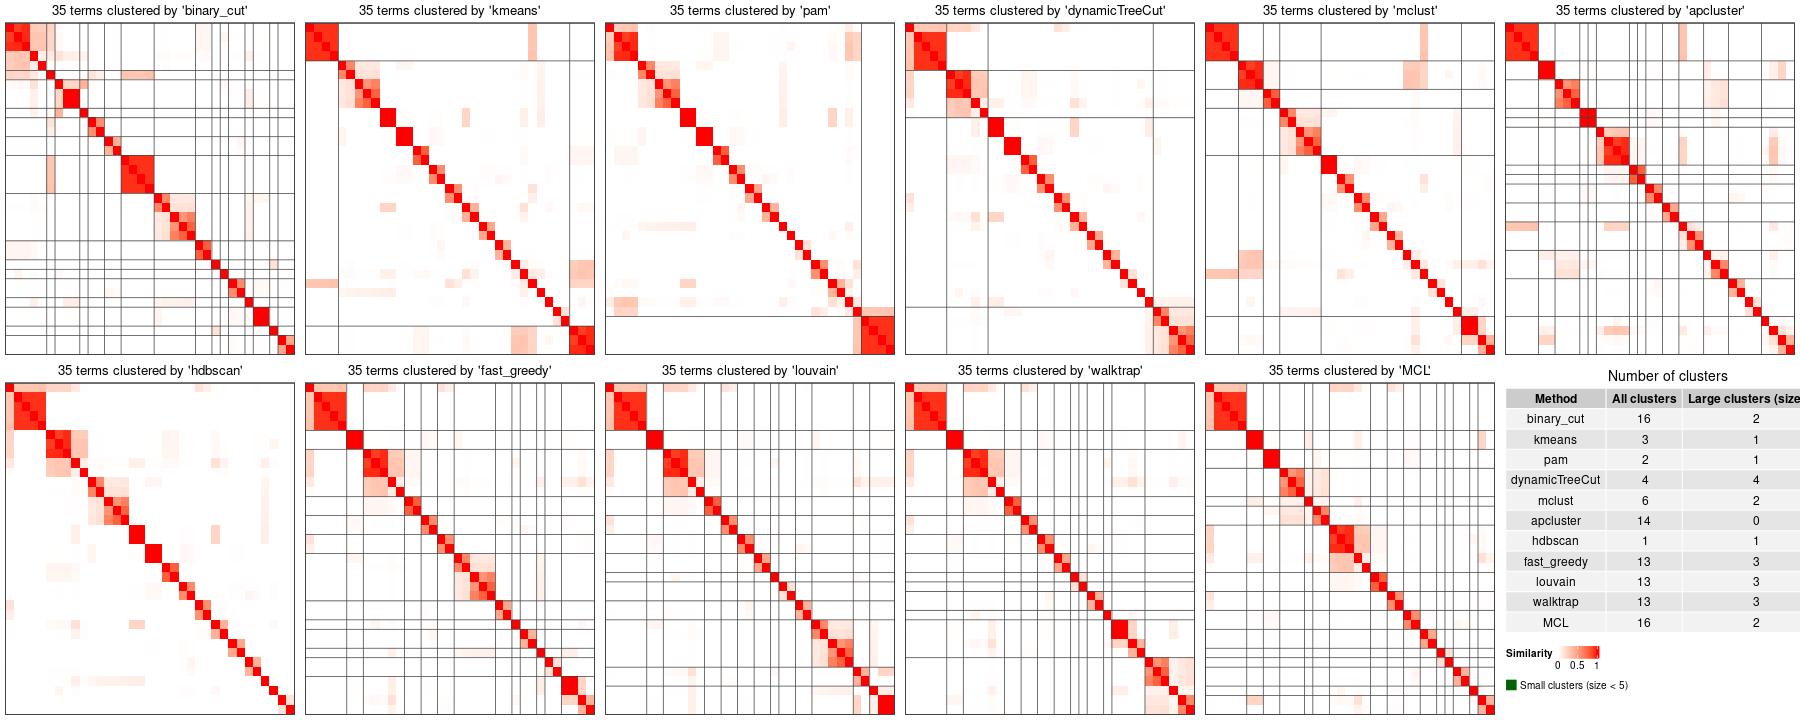 35 terms clustered by 'binary_cut'
35 terms clustered by 'kmeans'
35 terms clustered by 'pam'
35 terms clustered by 'dynamicTreeCut'
35 terms clustered by 'mclust'
35 terms clustered by 'apcluster'
35 terms clustered by 'hdbscan'
35 terms clustered by 'fast_greedy'
35 terms clustered by 'louvain'
35 terms clustered by 'walktrap'
35 terms clustered by 'MCL'
Number of clusters
Method All clusters Large clusters (size
binary_cut 16 2
kmeans 3 1
pam 2 1
dynamicTreeCut 4 4
mclust 6 2
apcluster 14 0
hdbscan 1 1
fast_greedy 13 3
louvain 13 3
walktrap 13 3
MCL 16 2
Similarity
0 0.5 1
Small clusters (size < 5)